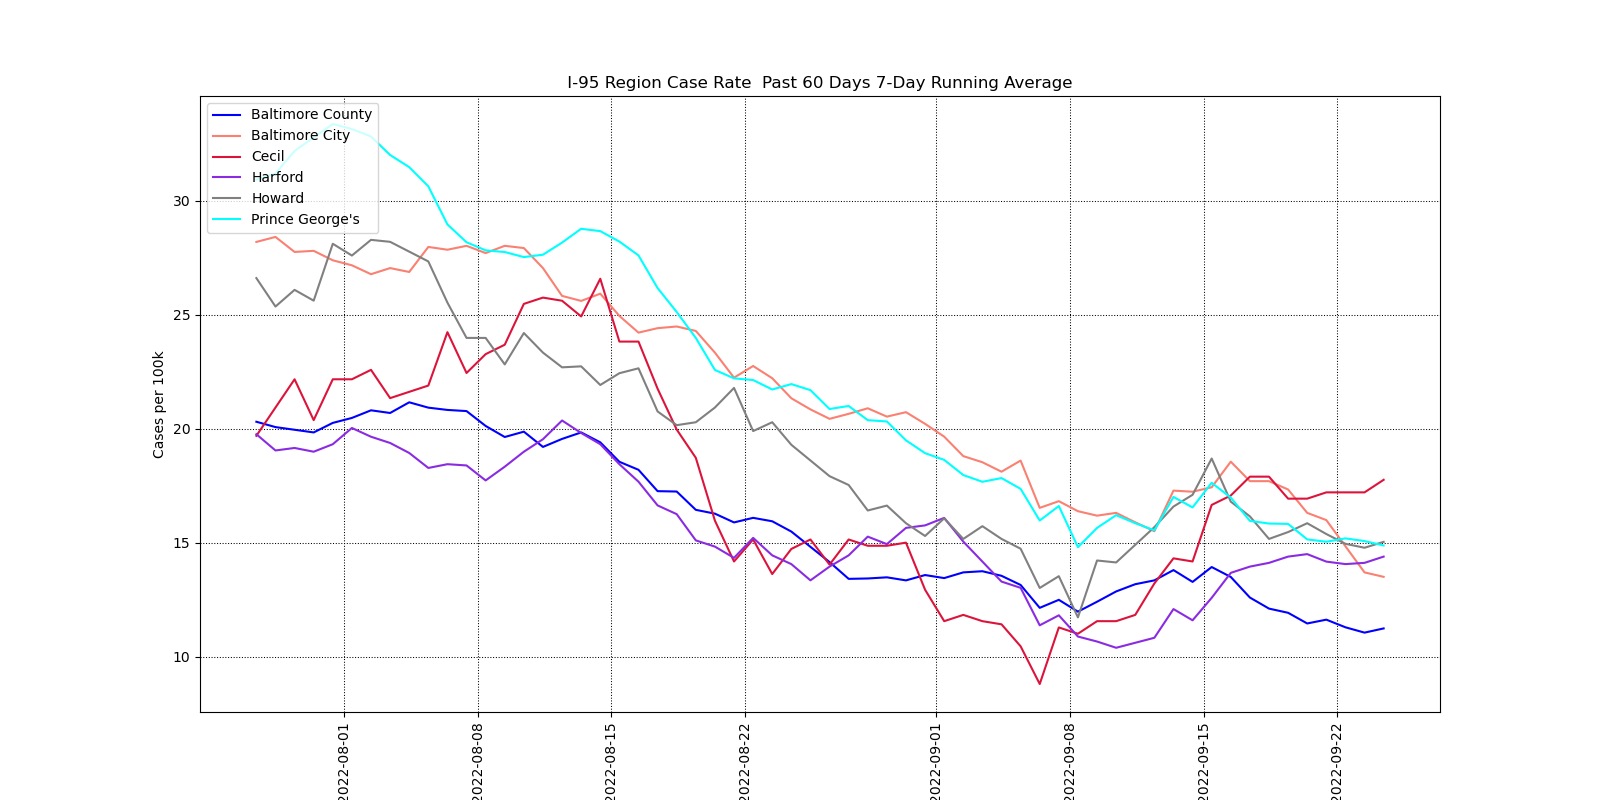 I-95 Region Case Rate  Past 60 Days 7-Day Running Average
Baltimore County
Baltimore City
Cecil
Harford
Howard
Prince George's
Cases per 100k
30
25
20
15
10
2022-08-01
2022-08-08
2022-08-15
2022-08-22
2022-09-01
2022-09-08
2022-09-15
2022-09-22